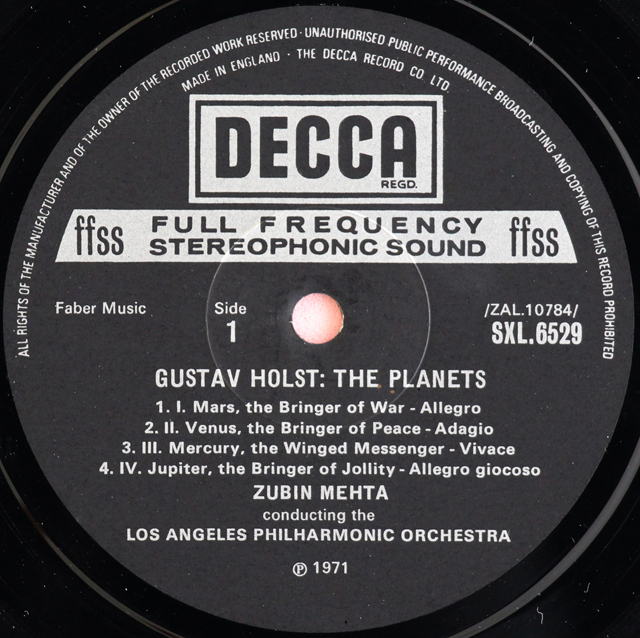 ALL RIGHTS OF THE MANUFACTURER AND OF THE OWNER OF THE RECORDED WORK RESERVED · UNAUTHORISED PUBLIC PERFORMANCE BROADCASTING AND COPYING OF THIS RECORD PROHIBITED
MADE IN ENGLAND · THE DECCA RECORD CO. LTD.
DECCA
REGD.
ffss FULL FREQUENCY ffss
STEREOPHONIC SOUND
Faber Music Side /ZAL.10784/
1 SXL.6529
GUSTAV HOLST: THE PLANETS
1. I. Mars, the Bringer of War - Allegro
2. II. Venus, the Bringer of Peace - Adagio
3. III. Mercury, the Winged Messenger - Vivace
4. IV. Jupiter, the Bringer of Jollity - Allegro giocoso
ZUBIN MEHTA
conducting the
LOS ANGELES PHILHARMONIC ORCHESTRA
℗ 1971